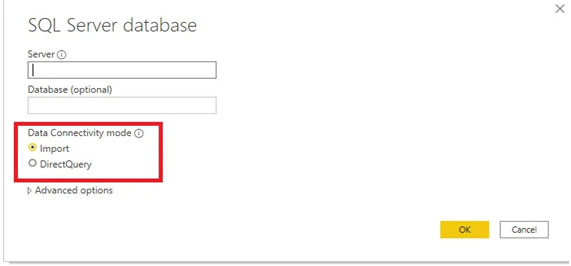 SQL Server database
Server
Database (optional)
Data Connectivity mode
Import
DirectQuery
Advanced options
OK Cancel